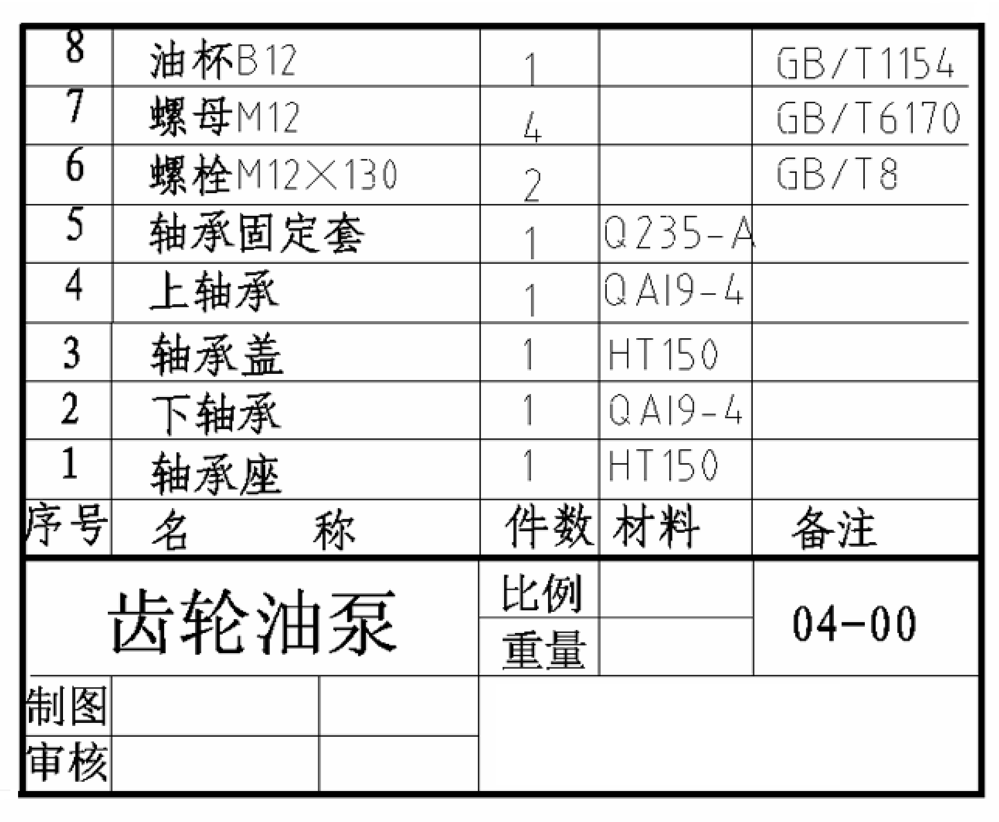 8 油杯B12 1 GB/T1154
7 螺母M12 4 GB/T6170
6 螺栓M12×130 2 GB/T8
5 轴承固定套 1 Q235-A
4 上轴承 1 QAl9-4
3 轴承盖 1 HT150
2 下轴承 1 QAl9-4
1 轴承座 1 HT150
序号 名 称 件数 材料 备注
齿轮油泵 比例 04-00
重量
制图
审核